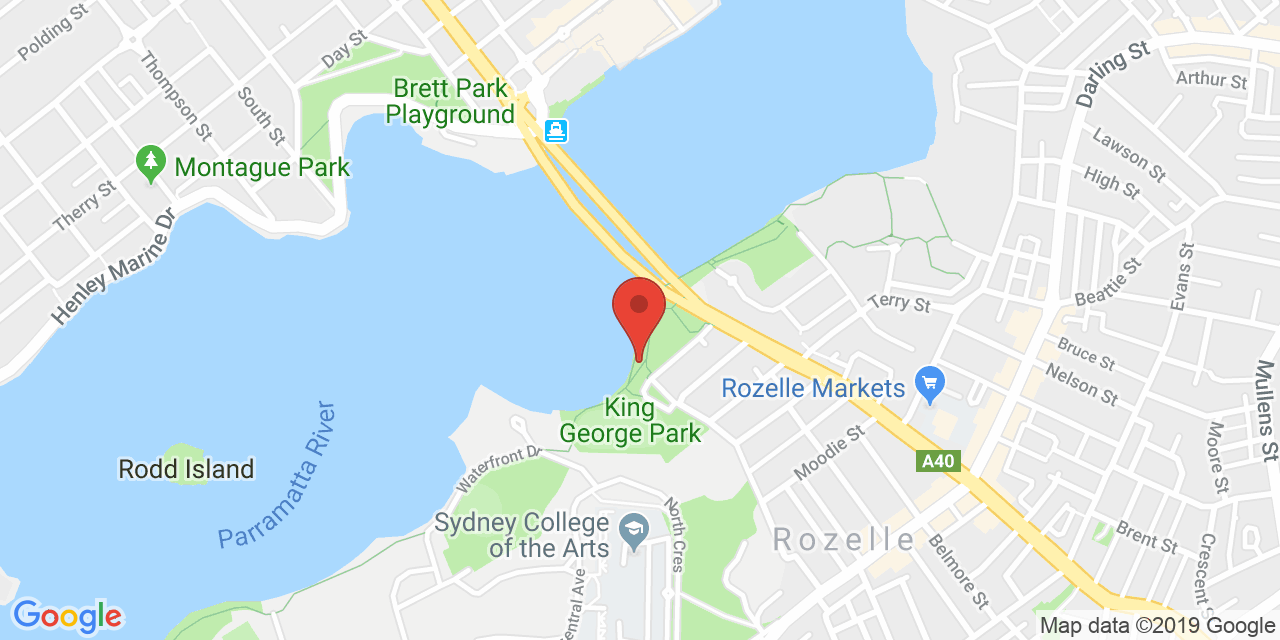 Polding St
Day St
Thompson St
South St
Brett Park
Playground
Montague Park
Therry St
Henley Marine Dr
Darling St
Arthur St
Lawson St
High St
Evans St
Beattie St
Terry St
Bruce St
Nelson St
Mullens St
Moore St
Rozelle Markets
King
George Park
Moodie St
A40
Rodd Island
Parramatta River
Waterfront Dr
Sydney College
of the Arts
North Cres
Central Ave
Rozelle
Belmore St
Brent St
Crescent S
Google
Map data ©2019 Google